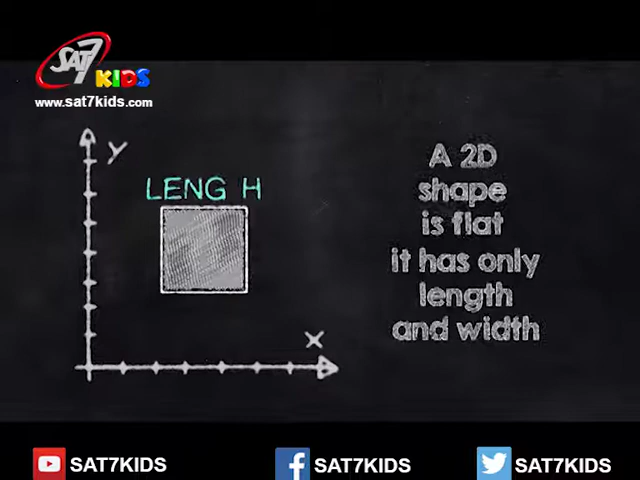 SAT7
KIDS
www.sat7kids.com
Y
LENG H
X
A 2D
shape
is flat
it has only
length
and width
SAT7KIDS
SAT7KIDS
SAT7KIDS